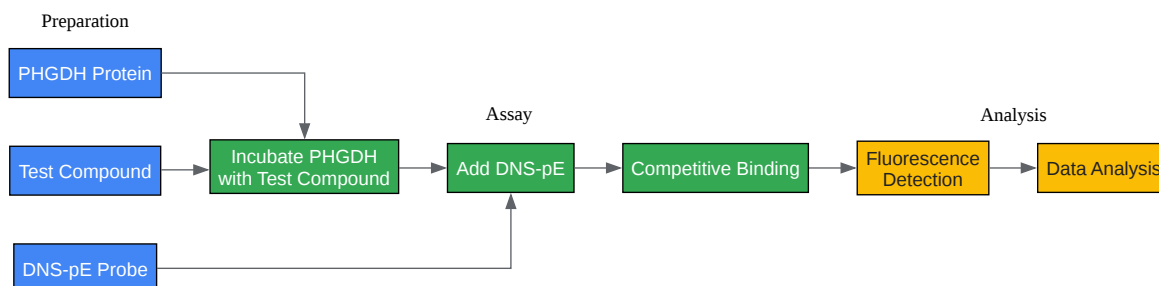 Preparation
PHGDH Protein
Assay
Analysis
Test Compound
Incubate PHGDH
with Test Compound
Add DNS-pE
Competitive Binding
Fluorescence
Detection
Data Analysis
DNS-pE Probe